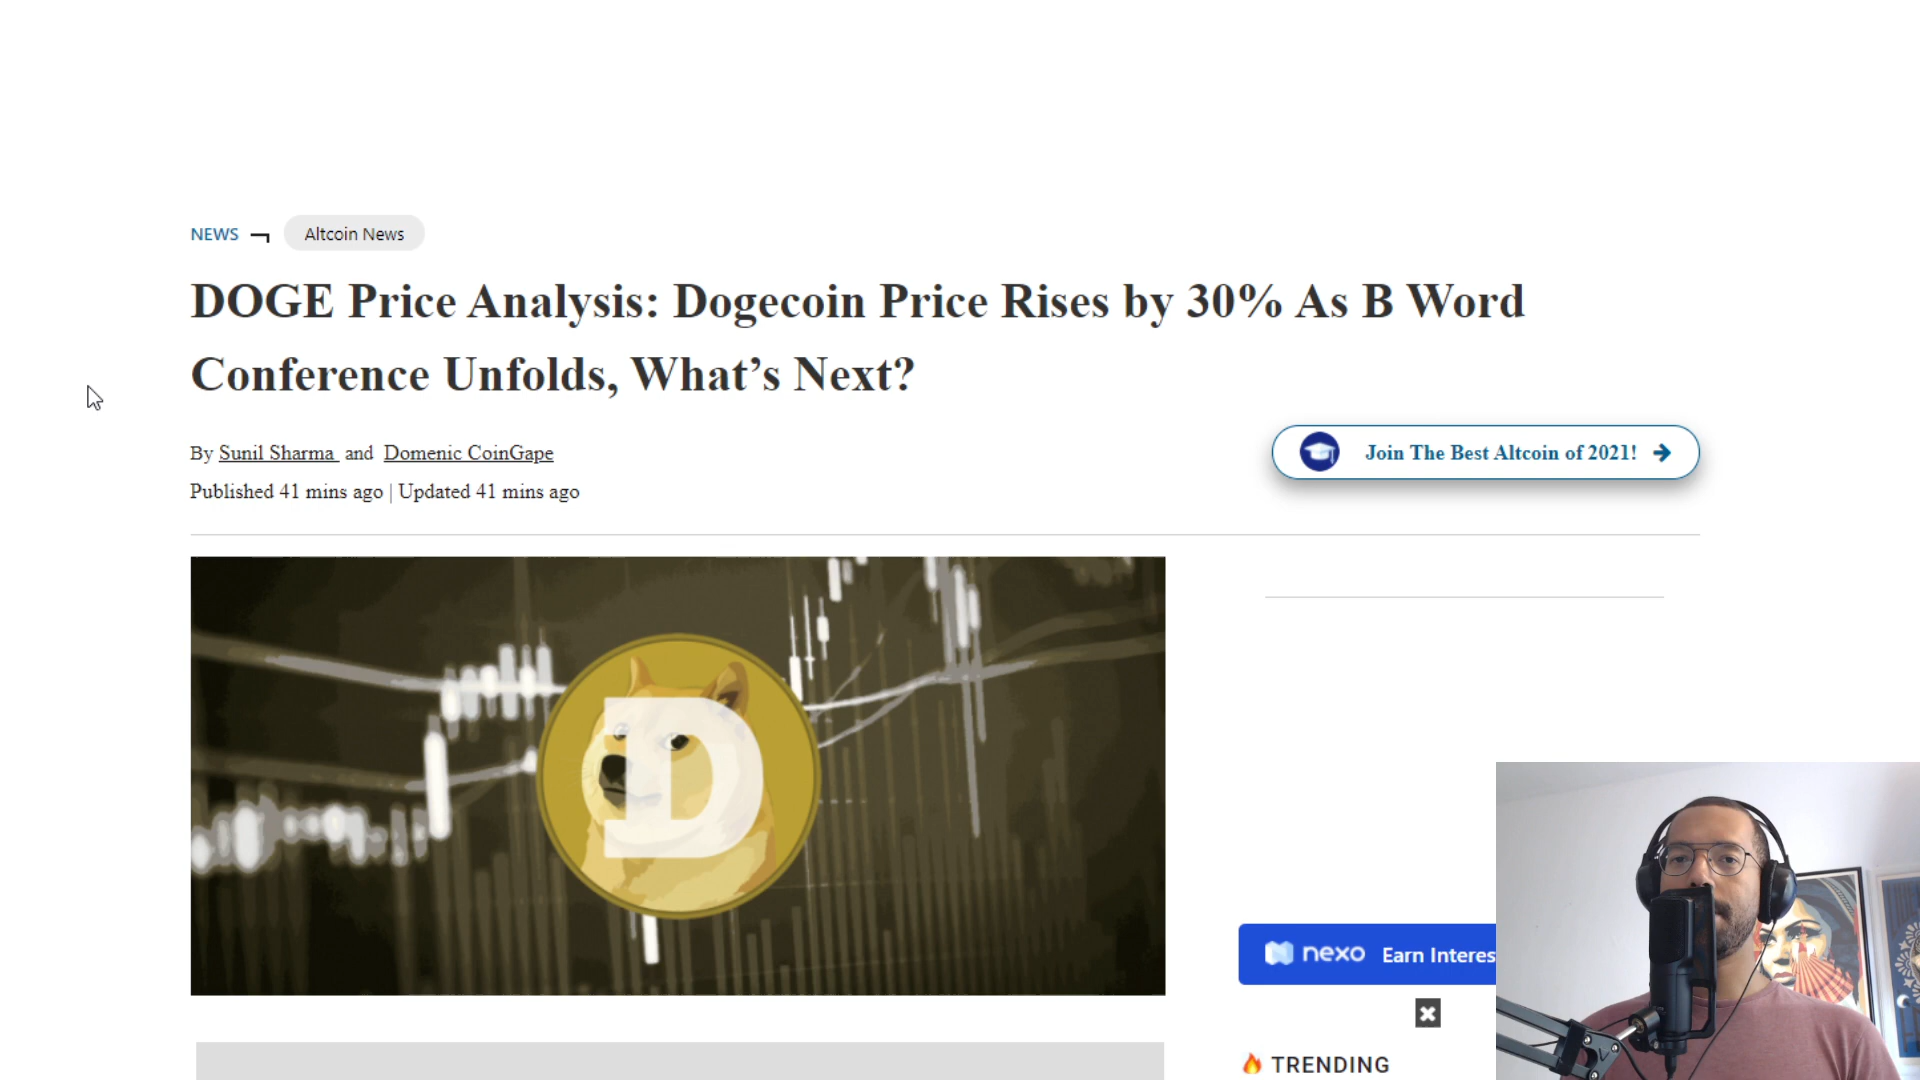 NEWS
Altcoin News
DOGE Price Analysis: Dogecoin Price Rises by 30% As B Word
Conference Unfolds, What’s Next?
By Sunil Sharma and Domenic CoinGape
Published 41 mins ago | Updated 41 mins ago
Join The Best Altcoin of 2021!
D
nexo Earn Interes
TRENDING